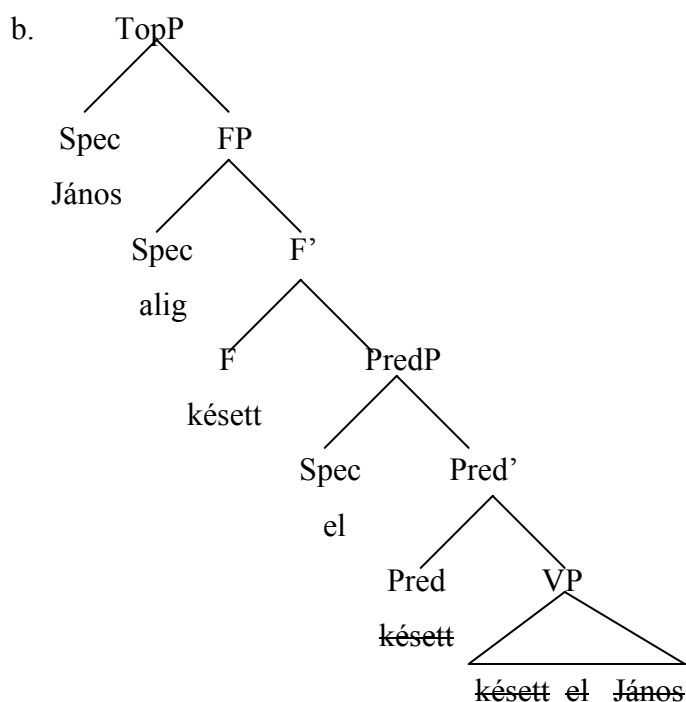 b. TopP
Spec FP
János
Spec F’
alig
F PredP
késett
Spec Pred’
el
Pred VP
késett
késett el János